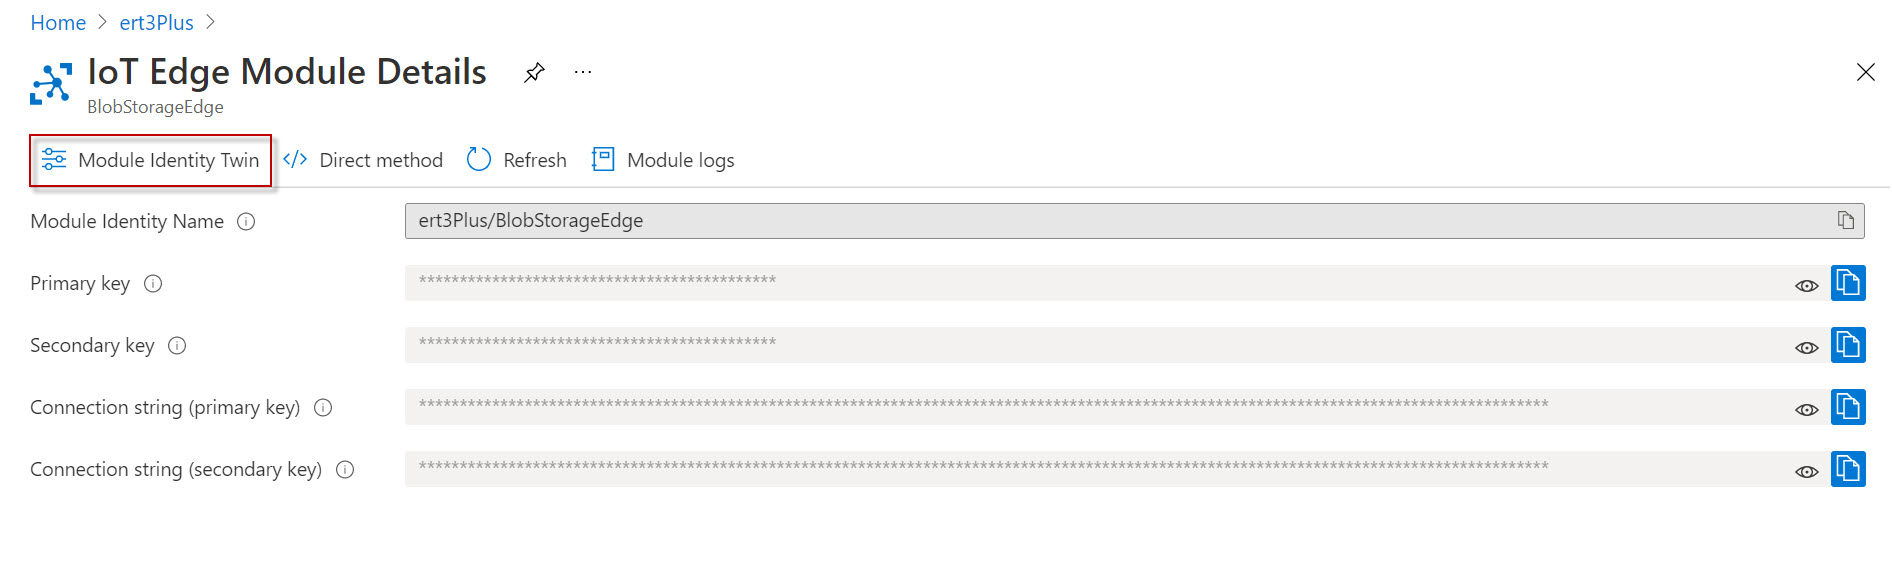 Home > ert3Plus >
IoT Edge Module Details
BlobStorageEdge
Module Identity Twin </> Direct method Refresh Module logs
Module Identity Name ert3Plus/BlobStorageEdge
Primary key ********************************************
Secondary key ********************************************
Connection string (primary key) *******************************************************************************************************************************************
Connection string (secondary key) *******************************************************************************************************************************************